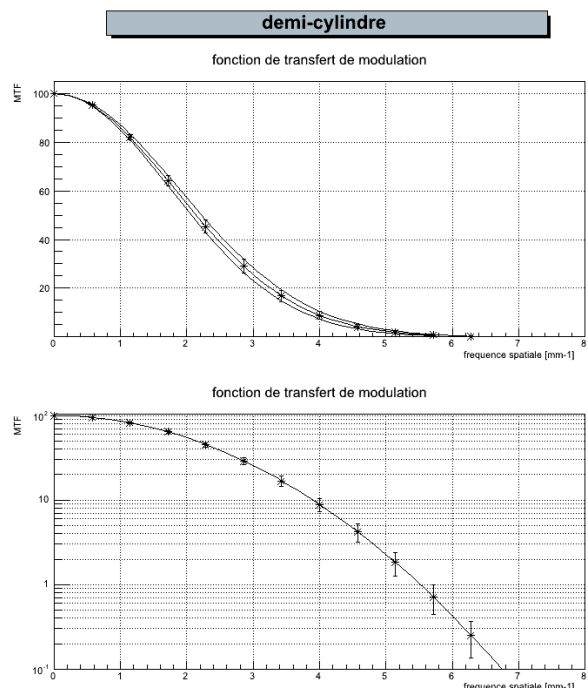 demi-cylindre
fonction de transfert de modulation
MTF
100
80
60
40
20
0 1 2 3 4 5 6 7 8
frequence spatiale [mm-1]
fonction de transfert de modulation
MTF
10²
10
1
10⁻¹
0 1 2 3 4 5 6 7 8
frequence spatiale [mm-1]